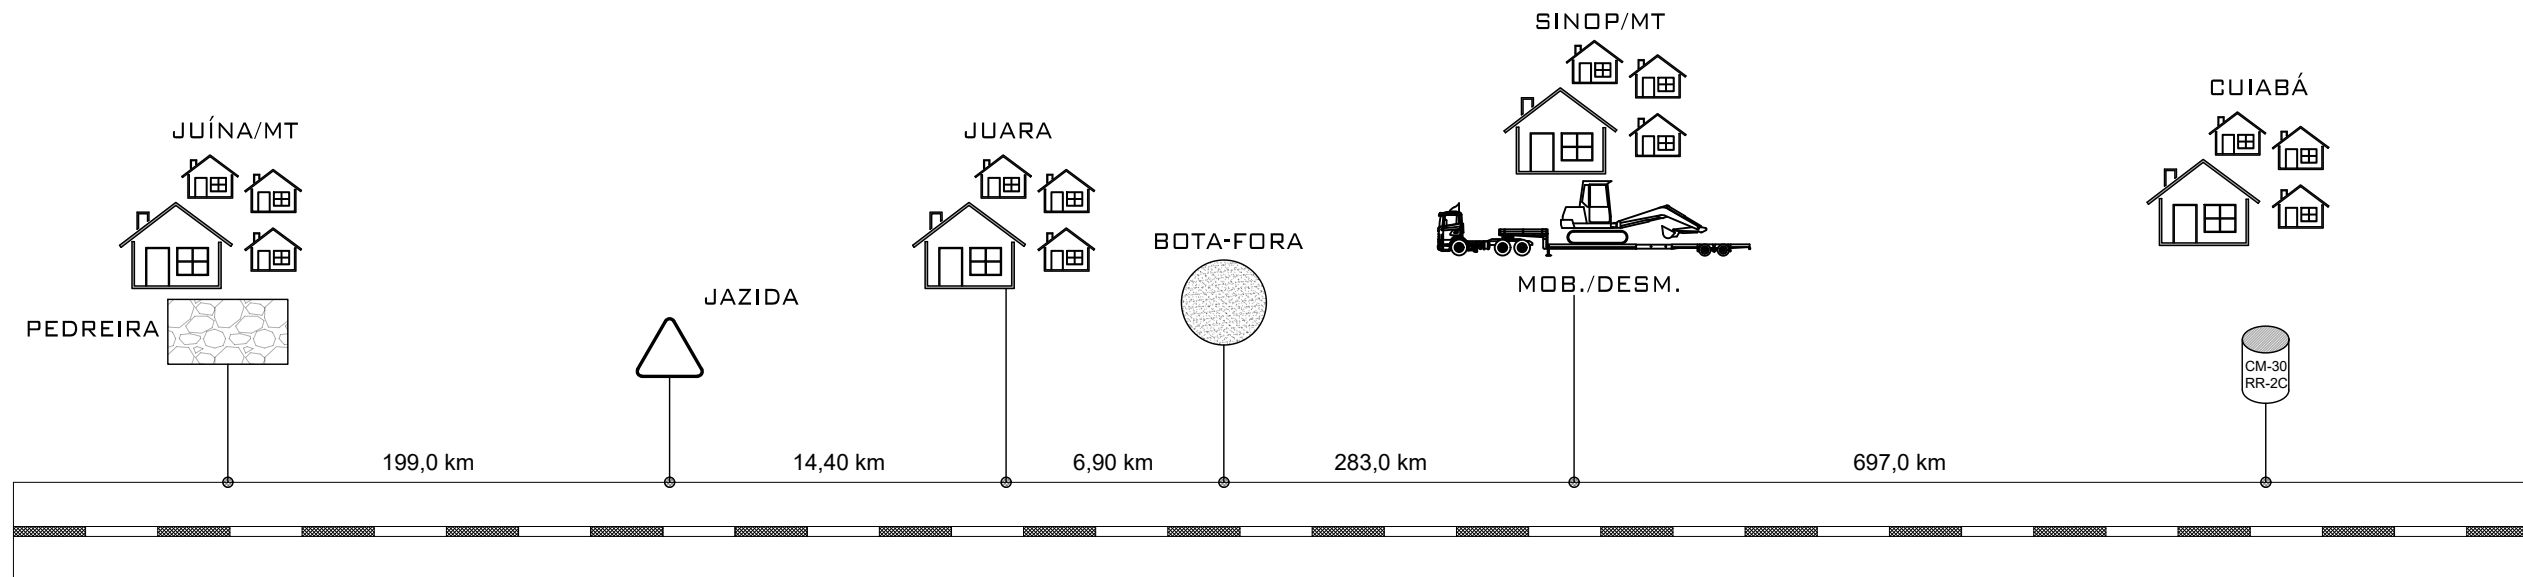 SINOP/MT
CUIABÁ
JUÍNA/MT
JUARA
BOTA-FORA
MOB./DESM.
JAZIDA
PEDREIRA
CM-30
RR-2C
199,0 km
14,40 km
6,90 km
283,0 km
697,0 km